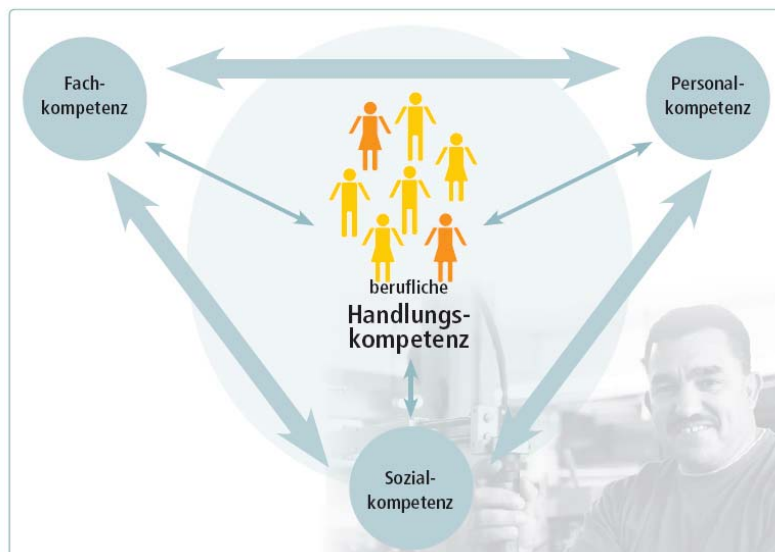 Fach-
kompetenz
Personal-
kompetenz
berufliche
Handlungs-
kompetenz
Sozial-
kompetenz